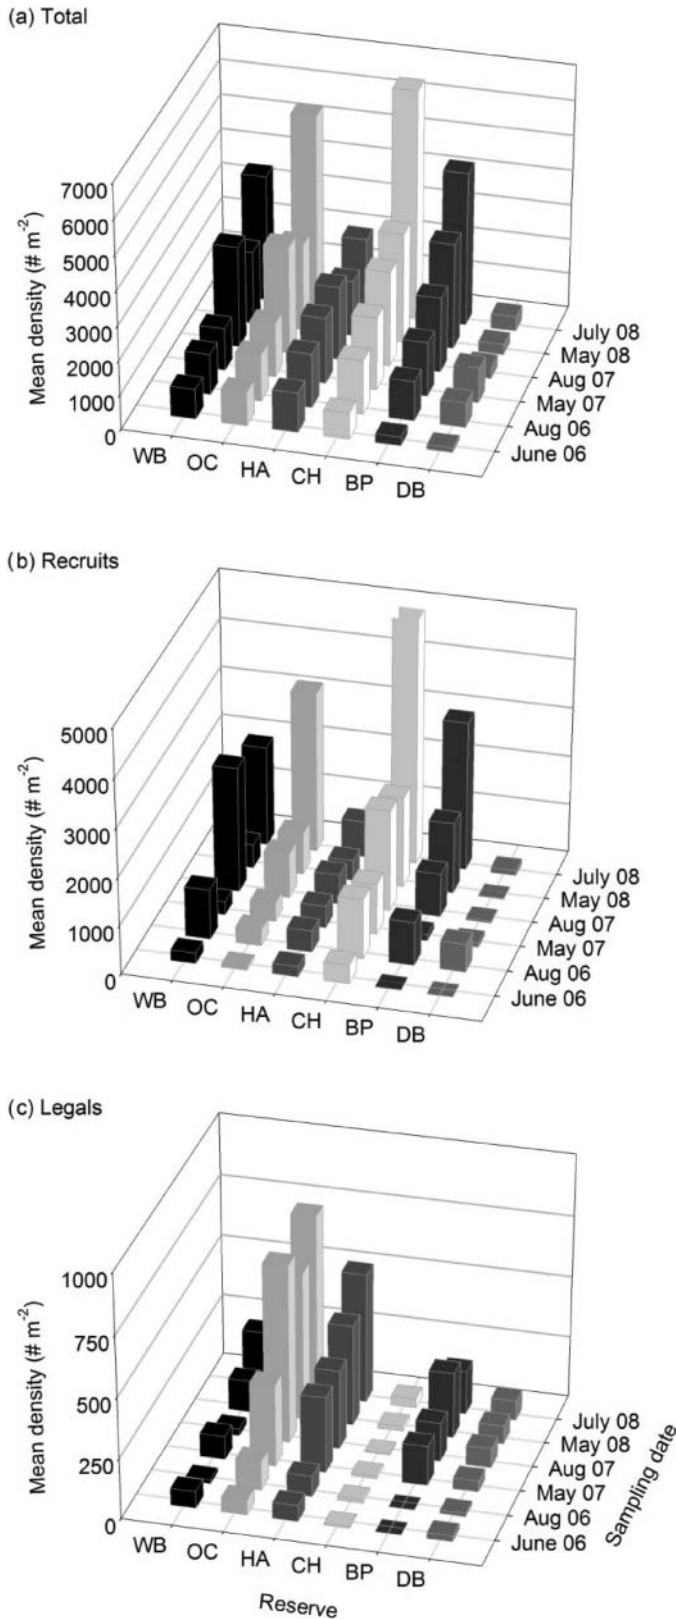 (a) Total
Mean density (# m-2)
7000
6000
5000
4000
3000
2000
1000
0
WB
OC
HA
CH
BP
DB
July 08
May 08
Aug 07
May 07
Aug 06
June 06
(b) Recruits
Mean density (# m-2)
5000
4000
3000
2000
1000
0
WB
OC
HA
CH
BP
DB
July 08
May 08
Aug 07
May 07
Aug 06
June 06
(c) Legals
Mean density (# m-2)
1000
750
500
250
0
WB
OC
HA
CH
BP
DB
July 08
May 08
Aug 07
May 07
Aug 06
June 06
Sampling date
Reserve